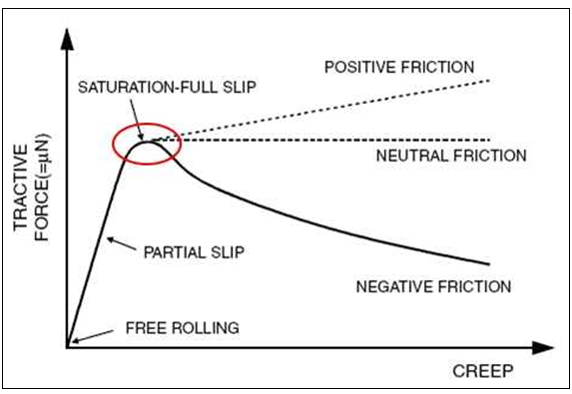 POSITIVE FRICTION
SATURATION-FULL SLIP
NEUTRAL FRICTION
TRACTIVE
FORCE(=µN)
PARTIAL SLIP
NEGATIVE FRICTION
FREE ROLLING
CREEP